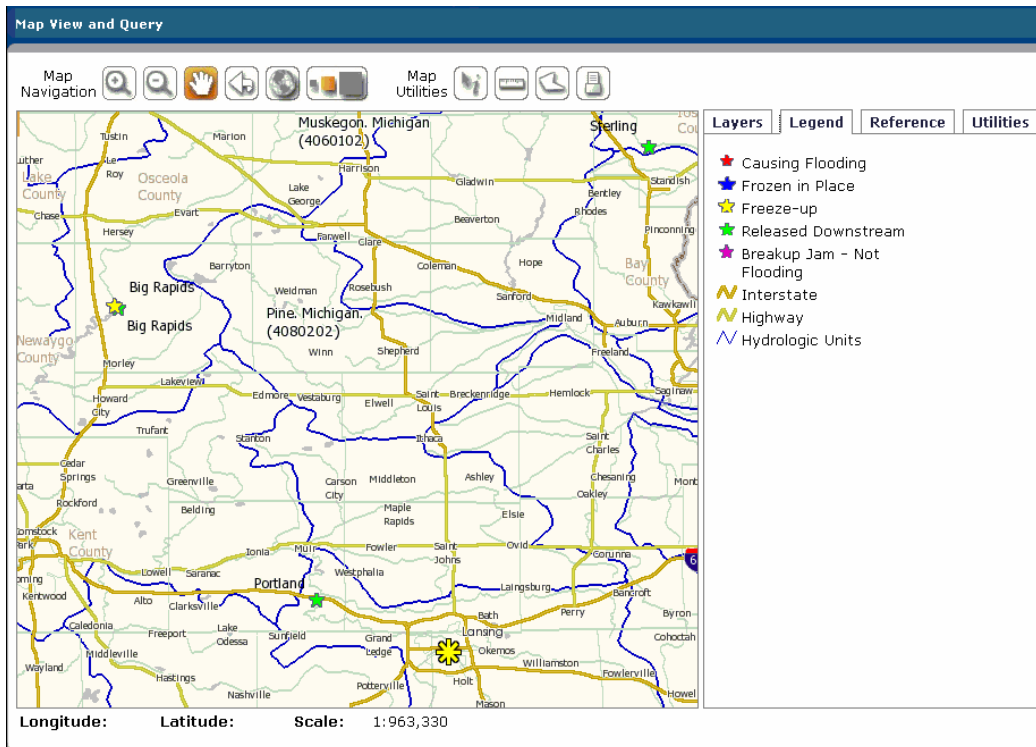 Map View and Query
Map Navigation
Map Utilities
Layers
Legend
Reference
Utilities
Causing Flooding
Frozen in Place
Freeze-up
Released Downstream
Breakup Jam - Not
Flooding
Interstate
Highway
Hydrologic Units
Muskegon. Michigan
(4060102)
Tustin
Marion
Sterling
Harrison
Luther
Le
Roy
Lake
County
Osceola
County
Lake
George
Gladwin
Standish
Bentley
Chase
Evart
Rhodes
Hersey
Beaverton
Farwell
Clare
Pinconning
Barryton
Coleman
Hope
Bay
County
Big Rapids
Weidman
Rosebush
Sanford
Kawkawli
Big Rapids
Pine. Michigan.
(4080202)
Midland
Auburn
Newaygo
County
Winn
Shepherd
Freeland
Morley
Lakeview
Howard
City
Edmore
Vestaburg
Elwell
Saint
Louis
Breckenridge
Hemlock
Saginaw
Trufant
Stanton
Ithaca
Saint
Charles
Cedar
Springs
Greenville
Carson
City
Middleton
Ashley
Chesaning
Mont
arta
Rockford
Belding
Maple
Rapids
Elsie
Oakley
Comstock
Park
Kent
County
Ionia
Muir
Fowler
Saint
Johns
Ovid
Corunna
6
Lowell
Saranac
Westphalia
oming
Kentwood
Alto
Clarksville
Portland
Laingsburg
Bancroft
Perry
Byron
Bath
Caledonia
Freeport
Lake
Odessa
Sunfield
Grand
Ledge
Lansing
Okemos
Cohoctah
Middleville
Wayland
Hastings
Williamston
Fowlerville
Nashville
Potterville
Holt
Mason
Howel
Longitude: Latitude: Scale: 1:963,330